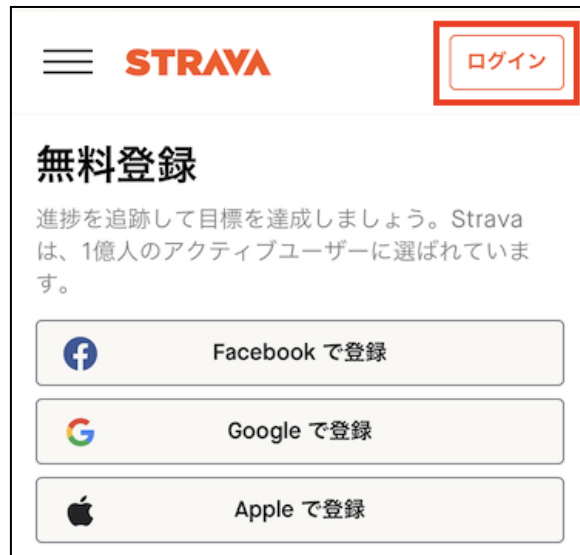 STRAVA
ログイン
無料登録
進捗を追跡して目標を達成しましょう。Strava
は、1億人のアクティブユーザーに選ばれていま
す。
Facebook で登録
Google で登録
Apple で登録